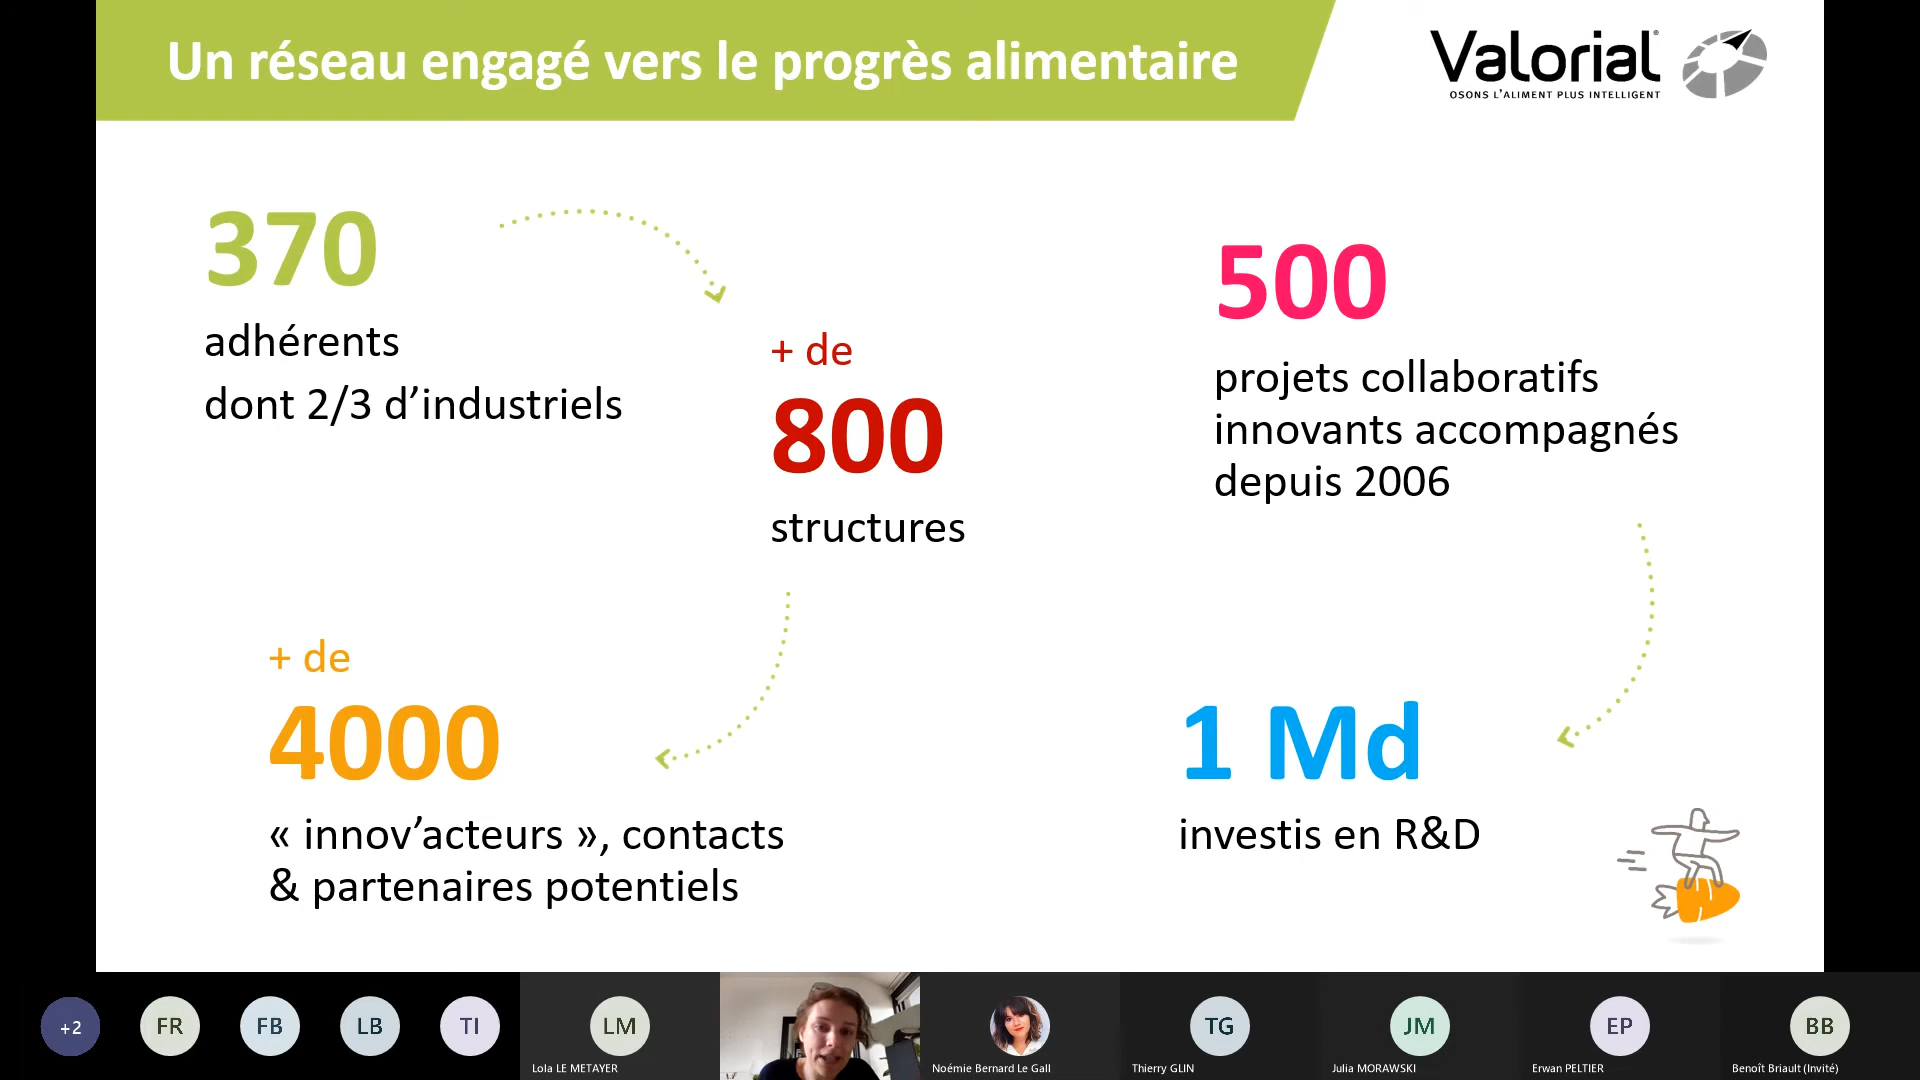 Un réseau engagé vers le progrès alimentaire
Valorial®
OSONS L'ALIMENT PLUS INTELLIGENT
370
adhérents
dont 2/3 d’industriels
+ de
800
structures
+ de
4000
« innov’acteurs », contacts
& partenaires potentiels
500
projets collaboratifs
innovants accompagnés
depuis 2006
1 Md
investis en R&D
+2
FR
FB
LB
TI
LM
Lola LE METAYER
Noémie Bernard Le Gall
TG
Thierry GLIN
JM
Julia MORAWSKI
EP
Erwan PELTIER
BB
Benoît Briault (Invité)